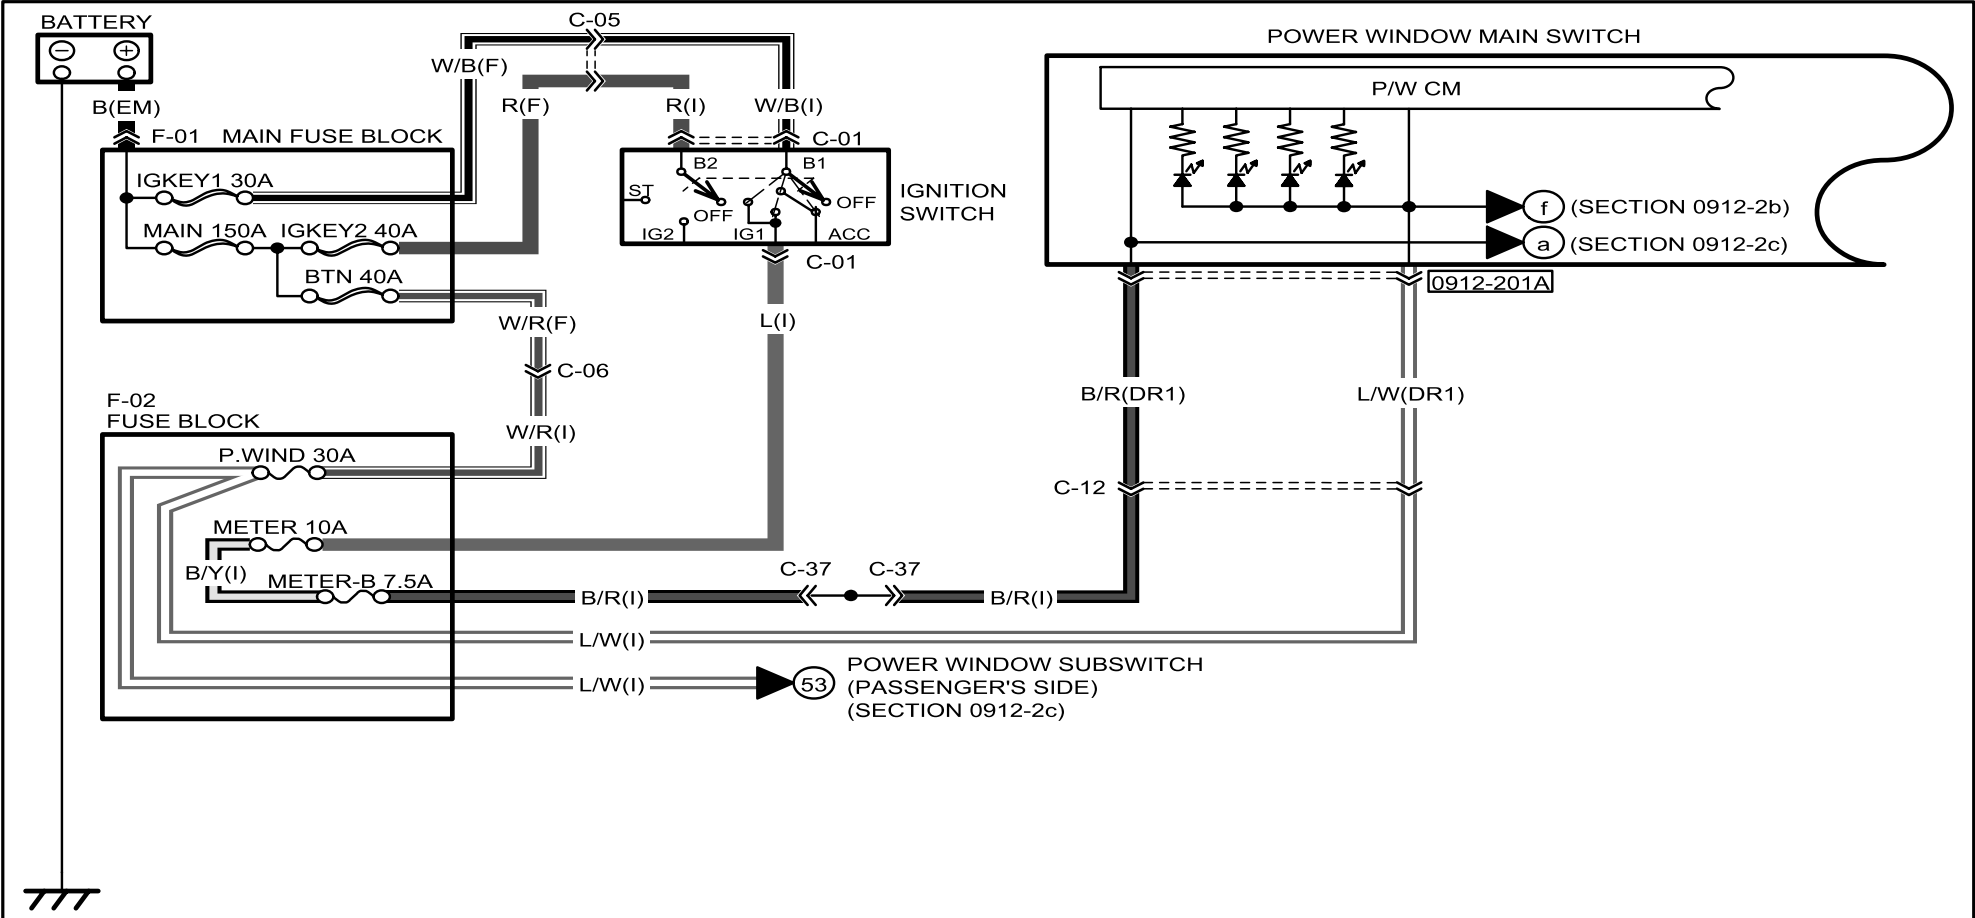 BATTERY
C-05
POWER WINDOW MAIN SWITCH
− +
W/B(F)
P/W CM
B(EM)
R(F)
R(I)
W/B(I)
F-01 MAIN FUSE BLOCK
C-01
B2
B1
IGKEY1 30A
ST
OFF
IGNITION
SWITCH
OFF
f (SECTION 0912-2b)
MAIN 150A
IGKEY2 40A
IG2
IG1
ACC
a (SECTION 0912-2c)
C-01
BTN 40A
0912-201A
W/R(F)
L(I)
C-06
B/R(DR1)
L/W(DR1)
F-02
FUSE BLOCK
W/R(I)
P.WIND 30A
C-12
METER 10A
B/Y(I)
METER-B 7.5A
C-37
C-37
B/R(I)
B/R(I)
L/W(I)
L/W(I)
53
POWER WINDOW SUBSWITCH
(PASSENGER'S SIDE)
(SECTION 0912-2c)